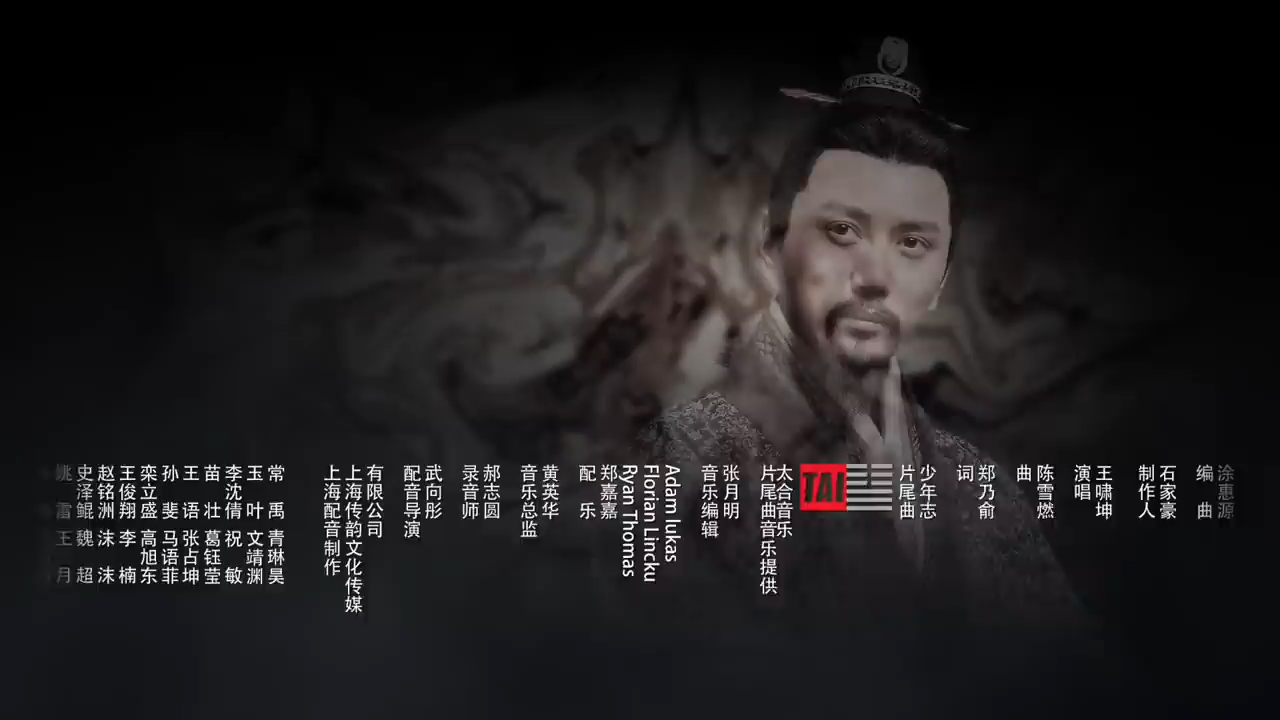 姚雷
王月
史泽鲲
魏超
赵铭洲
沫沫
王俊翔
李楠
栾立盛
高旭东
孙斐
马语菲
王语
张占坤
苗壮
葛钰莹
李沈倩
祝敏
玉叶
文靖渊
常禹
青琳昊
上海配音制作
上海传韵文化传媒
有限公司
配音导演
武向彤
录音师
郝志圆
音乐总监
黄英华
配乐
郑嘉嘉
Ryan Thomas
Florian Lincku
Adam lukas
音乐编辑
张月明
片尾曲音乐提供
太合音乐
TAI
片尾曲
少年志
词
郑乃俞
曲
陈雪燃
演唱
王啸坤
制作人
石家豪
编曲
涂惠源